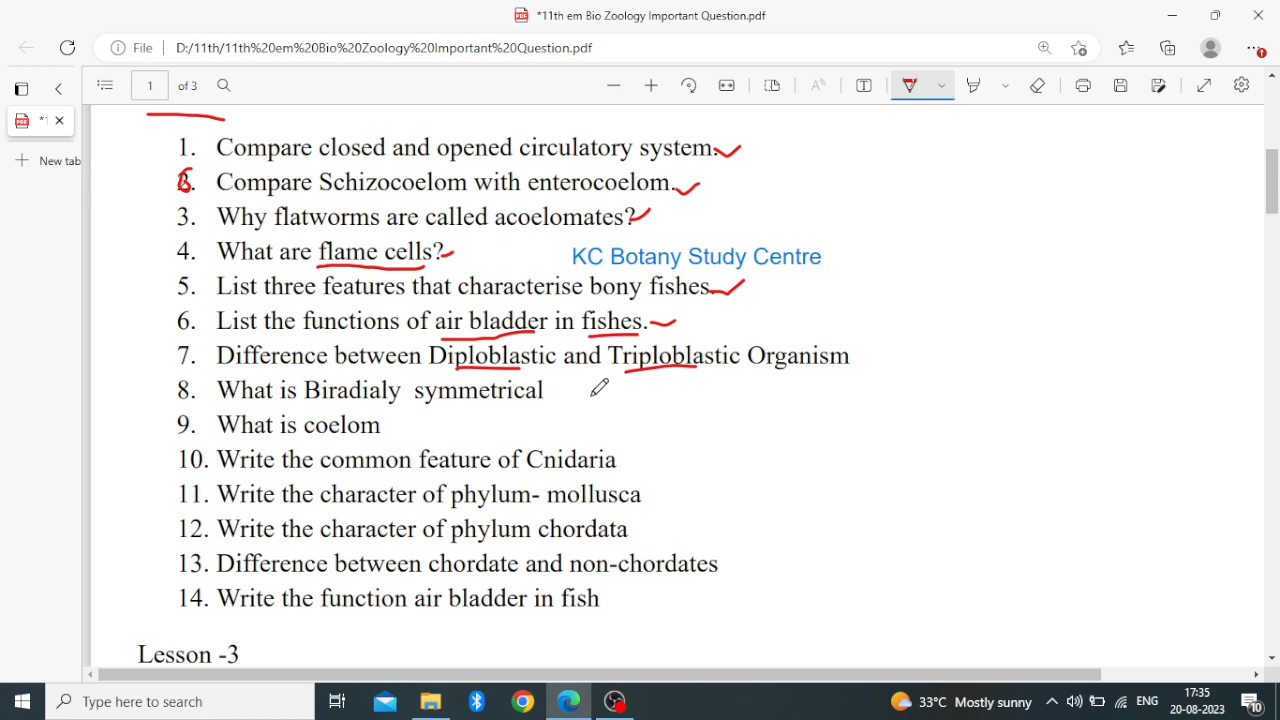 *11th em Bio Zoology Important Question.pdf
File
D:/11th/11th%20em%20Bio%20Zoology%20Important%20Question.pdf
1 of 3
New tab
1. Compare closed and opened circulatory system.
2. Compare Schizocoelom with enterocoelom.
3. Why flatworms are called acoelomates?
4. What are flame cells?
KC Botany Study Centre
5. List three features that characterise bony fishes.
6. List the functions of air bladder in fishes.
7. Difference between Diploblastic and Triploblastic Organism
8. What is Biradialy symmetrical
9. What is coelom
10. Write the common feature of Cnidaria
11. Write the character of phylum- mollusca
12. Write the character of phylum chordata
13. Difference between chordate and non-chordates
14. Write the function air bladder in fish
Lesson -3
Type here to search
33°C Mostly sunny
ENG
17:35
20-08-2023
10